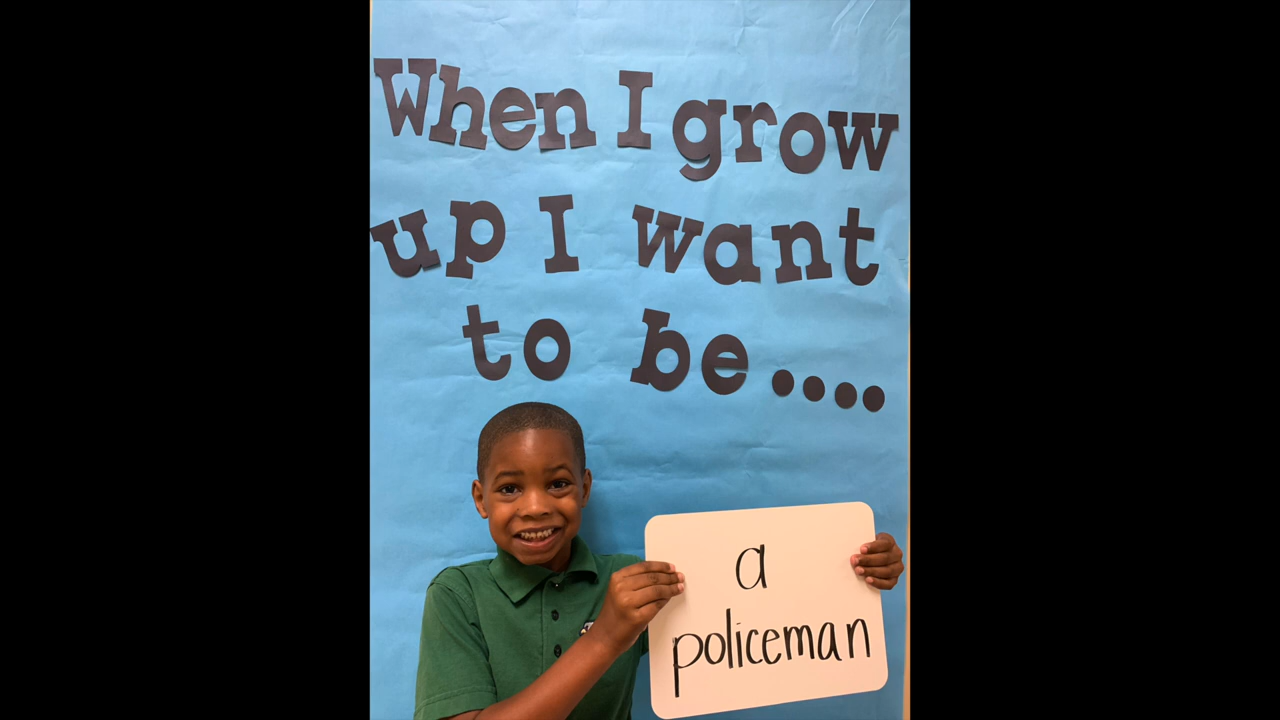 When I grow
up I want
to be....
a
policeman